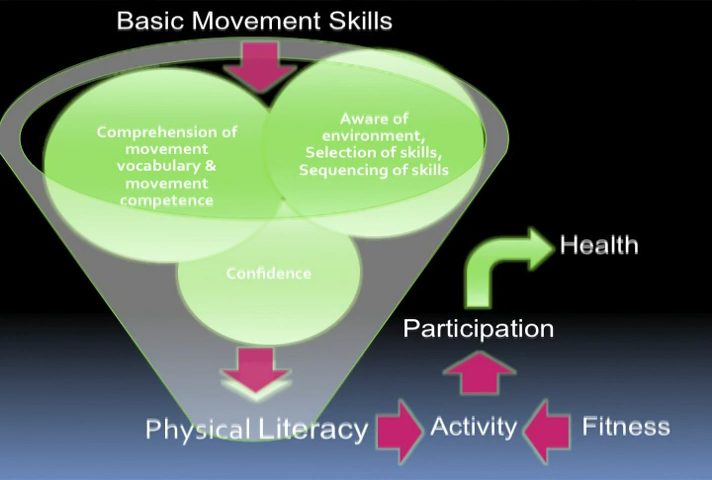 Basic Movement Skills
Comprehension of
movement
vocabulary &
movement
competence
Aware of
environment,
Selection of skills,
Sequencing of skills
Confidence
Health
Participation
Physical Literacy
Activity
Fitness